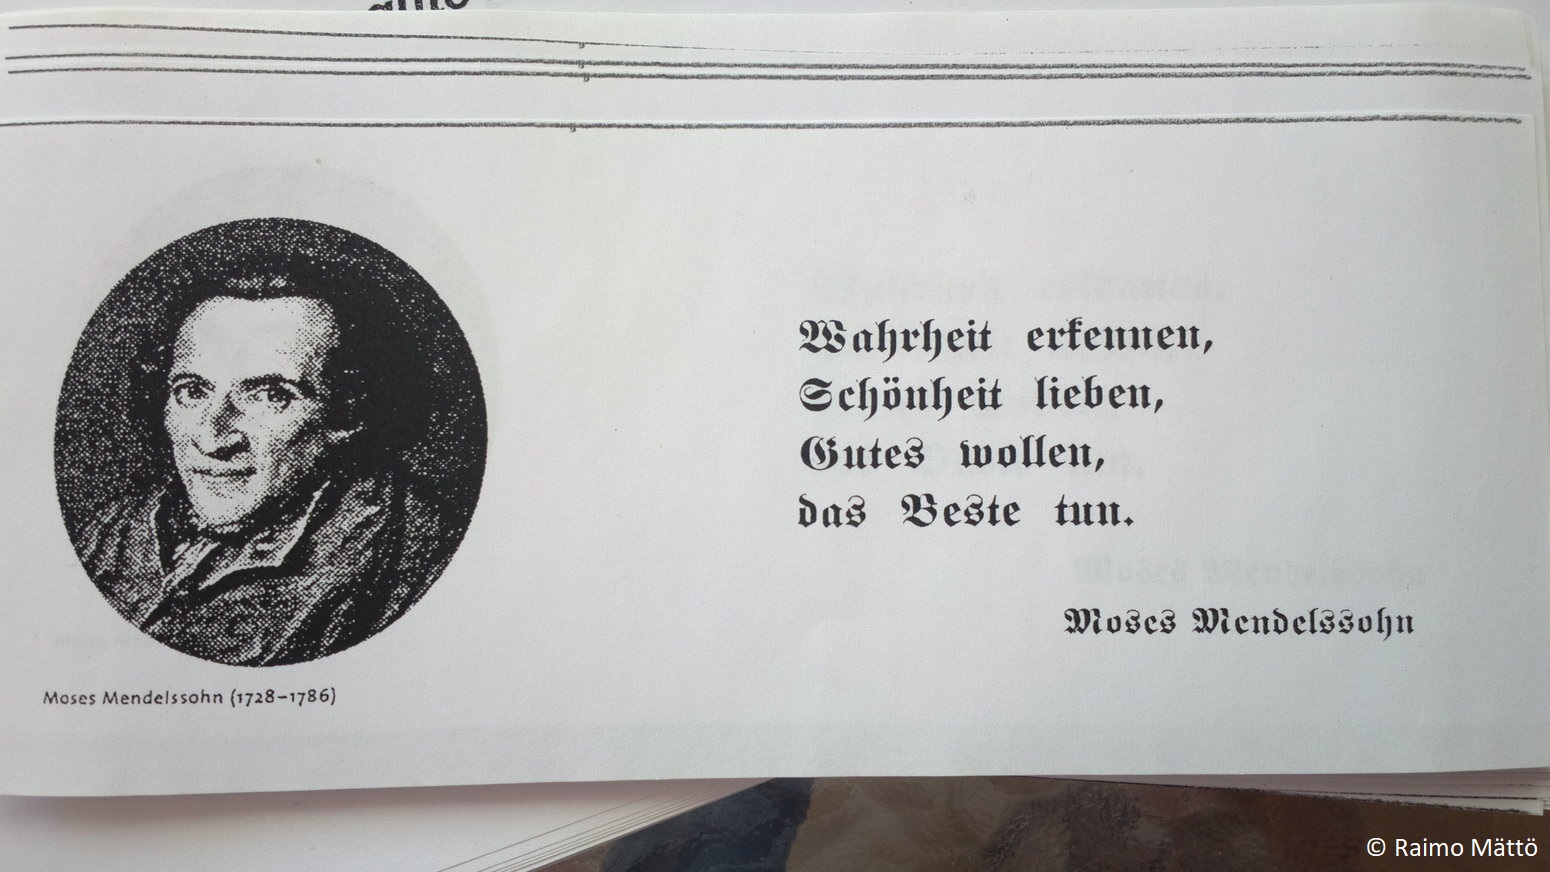 Wahrheit erkennen,
Schönheit lieben,
Gutes wollen,
das Beste tun.
Moses Mendelssohn
Moses Mendelssohn (1728–1786)
© Raimo Mättö